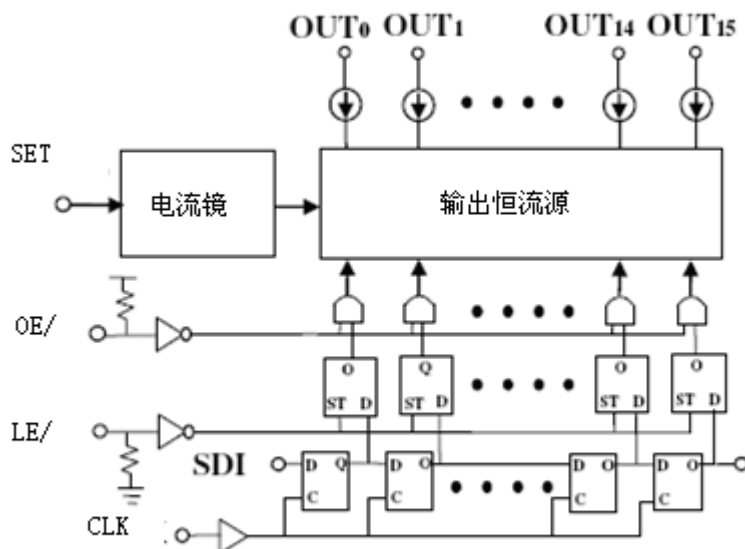 OUT0 OUT1 OUT14 OUT15
SET
电流镜
输出恒流源
OE/
O Q O O
ST D ST D ST D ST D
LE/
SDI
D Q D O D O D O
C C C C
CLK